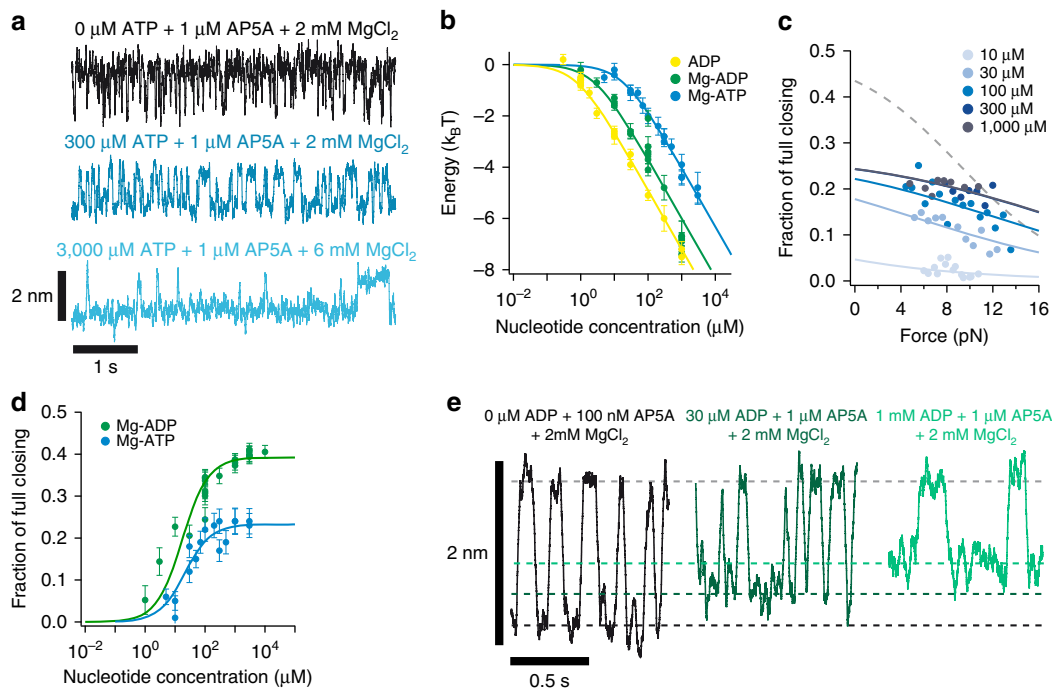 a
0 μM ATP + 1 μM AP5A + 2 mM MgCl2
300 μM ATP + 1 μM AP5A + 2 mM MgCl2
3,000 μM ATP + 1 μM AP5A + 6 mM MgCl2
2 nm
1 s
b
Energy (kBT)
0
−2
−4
−6
−8
ADP
Mg-ADP
Mg-ATP
10−2 100 102 104
Nucleotide concentration (μM)
c
Fraction of full closing
0.5
0.4
0.3
0.2
0.1
0.0
10 μM
30 μM
100 μM
300 μM
1,000 μM
0 4 8 12 16
Force (pN)
d
Fraction of full closing
0.5
0.4
0.3
0.2
0.1
0.0
Mg-ADP
Mg-ATP
10−2 100 102 104
Nucleotide concentration (μM)
e
0 μM ADP + 100 nM AP5A
+ 2mM MgCl2
30 μM ADP + 1 μM AP5A
+ 2 mM MgCl2
1 mM ADP + 1 μM AP5A
+ 2 mM MgCl2
2 nm
0.5 s